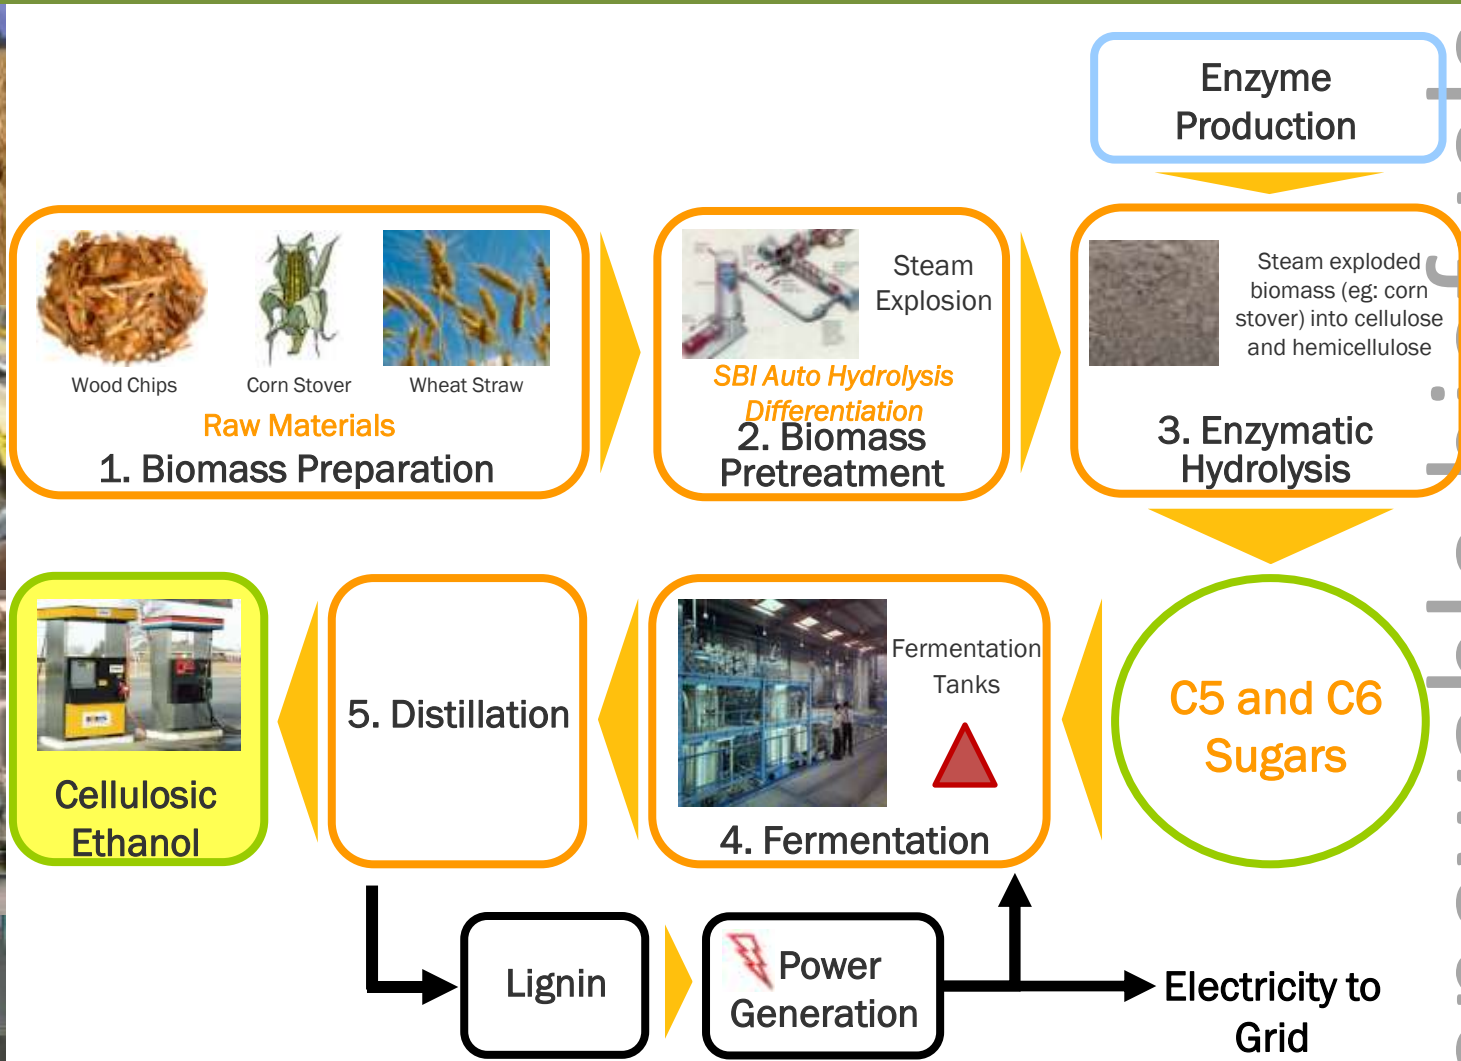 Enzyme
Production
Steam
Explosion
Steam exploded
biomass (eg: corn
stover) into cellulose
and hemicellulose
Wood Chips
Corn Stover
Wheat Straw
Raw Materials
1. Biomass Preparation
SBI Auto Hydrolysis
Differentiation
2. Biomass
Pretreatment
3. Enzymatic
Hydrolysis
C5 and C6
Sugars
Fermentation
Tanks
4. Fermentation
5. Distillation
Cellulosic
Ethanol
Lignin
Power
Generation
Electricity to
Grid